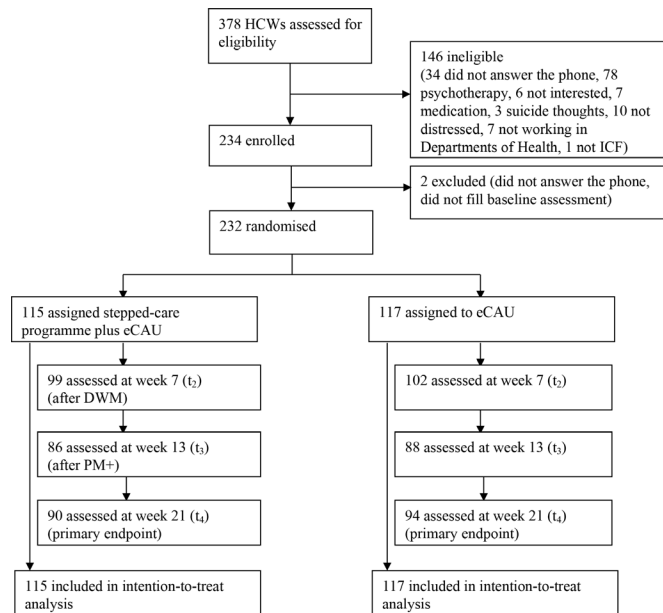 378 HCWs assessed for
eligibility
146 ineligible
(34 did not answer the phone, 78
psychotherapy, 6 not interested, 7
medication, 3 suicide thoughts, 10 not
distressed, 7 not working in
Departments of Health, 1 not ICF)
234 enrolled
2 excluded (did not answer the phone,
did not fill baseline assessment)
232 randomised
115 assigned stepped-care
programme plus eCAU
117 assigned to eCAU
99 assessed at week 7 (t₂)
(after DWM)
102 assessed at week 7 (t₂)
86 assessed at week 13 (t₃)
(after PM+)
88 assessed at week 13 (t₃)
90 assessed at week 21 (t₄)
(primary endpoint)
94 assessed at week 21 (t₄)
(primary endpoint)
115 included in intention-to-treat
analysis
117 included in intention-to-treat
analysis